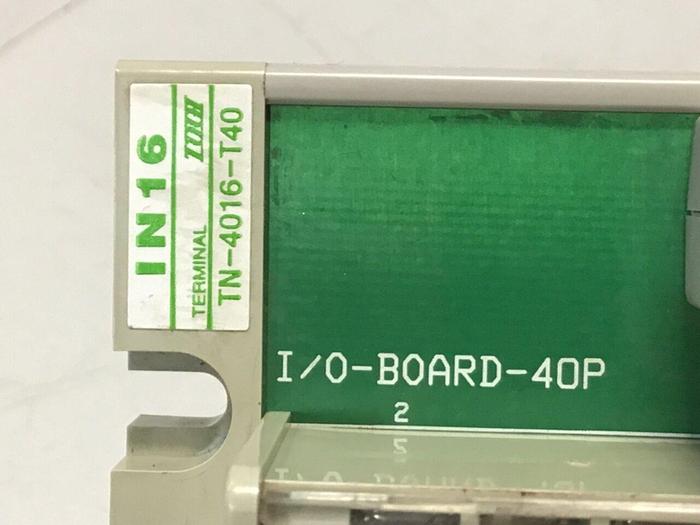 IN16
TERMINAL
TN-4016-T40
I/O-BOARD-40P
2